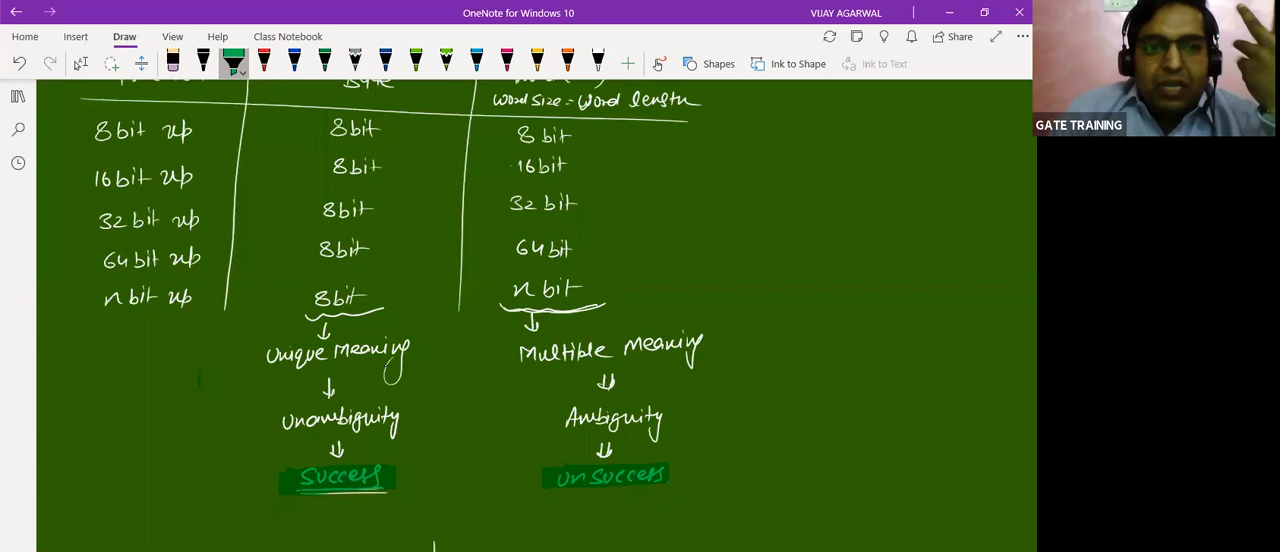 OneNote for Windows 10
VIJAY AGARWAL
Home Insert Draw View Help Class Notebook
Share
Shapes Ink to Shape Ink to Text
GATE TRAINING
Byte
Word Size = Word length
8 bit up 8 bit 8 bit
16 bit up 8 bit 16 bit
32 bit up 8 bit 32 bit
64 bit up 8 bit 64 bit
n bit up 8 bit n bit
Unique Meaning Multible Meaning
Unambiguity Ambiguity
Success UnSuccess